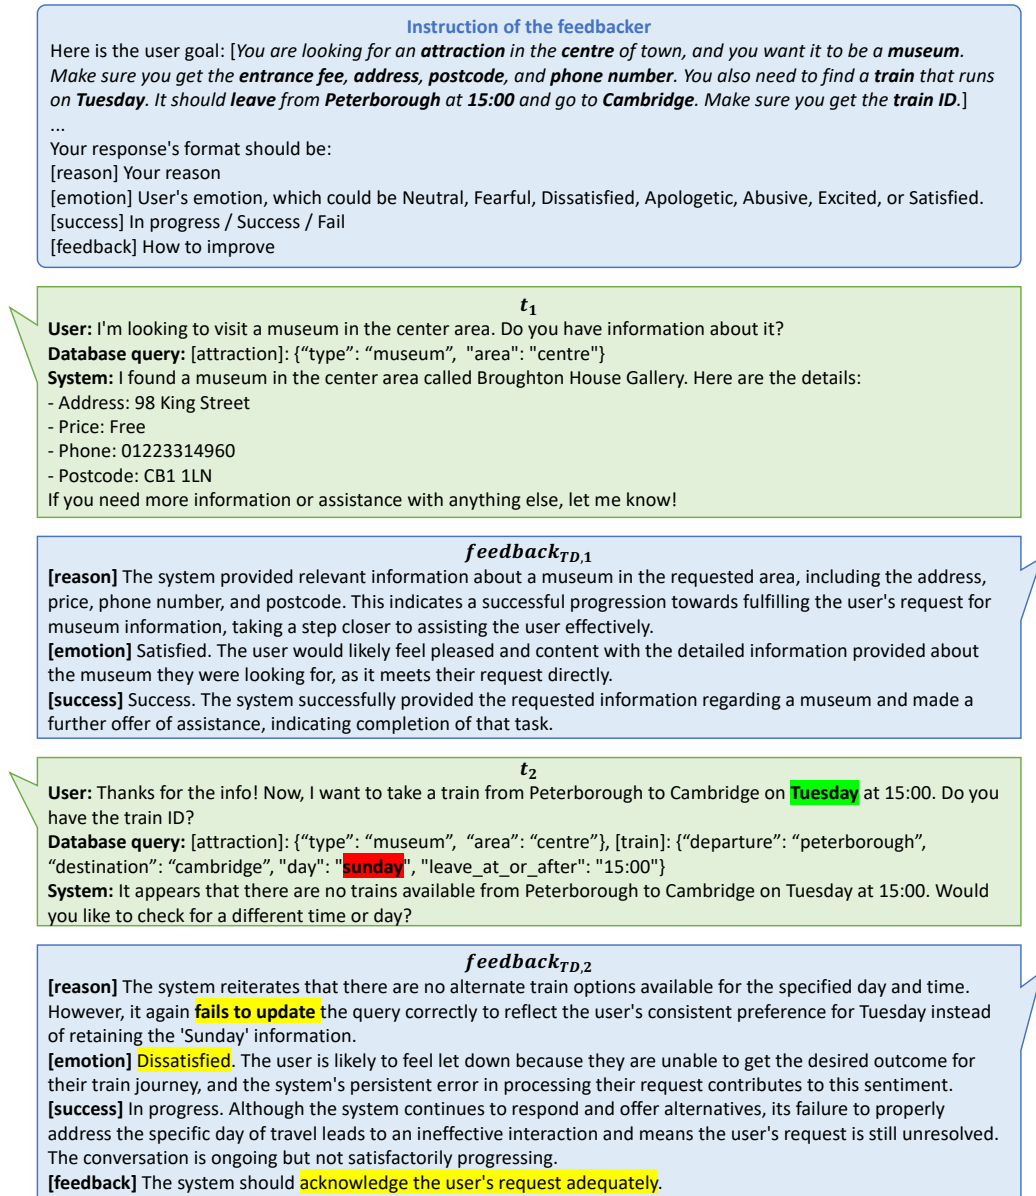 Instruction of the feedbacker
Here is the user goal: [You are looking for an attraction in the centre of town, and you want it to be a museum.
Make sure you get the entrance fee, address, postcode, and phone number. You also need to find a train that runs
on Tuesday. It should leave from Peterborough at 15:00 and go to Cambridge. Make sure you get the train ID.]
...
Your response's format should be:
[reason] Your reason
[emotion] User's emotion, which could be Neutral, Fearful, Dissatisfied, Apologetic, Abusive, Excited, or Satisfied.
[success] In progress / Success / Fail
[feedback] How to improve
t1
User: I'm looking to visit a museum in the center area. Do you have information about it?
Database query: [attraction]: {“type”: “museum”, "area": "centre"}
System: I found a museum in the center area called Broughton House Gallery. Here are the details:
- Address: 98 King Street
- Price: Free
- Phone: 01223314960
- Postcode: CB1 1LN
If you need more information or assistance with anything else, let me know!
feedbackTD,1
[reason] The system provided relevant information about a museum in the requested area, including the address,
price, phone number, and postcode. This indicates a successful progression towards fulfilling the user's request for
museum information, taking a step closer to assisting the user effectively.
[emotion] Satisfied. The user would likely feel pleased and content with the detailed information provided about
the museum they were looking for, as it meets their request directly.
[success] Success. The system successfully provided the requested information regarding a museum and made a
further offer of assistance, indicating completion of that task.
t2
User: Thanks for the info! Now, I want to take a train from Peterborough to Cambridge on Tuesday at 15:00. Do you
have the train ID?
Database query: [attraction]: {“type”: “museum”, “area”: “centre”}, [train]: {“departure”: “peterborough”,
“destination”: “cambridge”, "day": "sunday", "leave_at_or_after": "15:00"}
System: It appears that there are no trains available from Peterborough to Cambridge on Tuesday at 15:00. Would
you like to check for a different time or day?
feedbackTD,2
[reason] The system reiterates that there are no alternate train options available for the specified day and time.
However, it again fails to update the query correctly to reflect the user's consistent preference for Tuesday instead
of retaining the 'Sunday' information.
[emotion] Dissatisfied. The user is likely to feel let down because they are unable to get the desired outcome for
their train journey, and the system's persistent error in processing their request contributes to this sentiment.
[success] In progress. Although the system continues to respond and offer alternatives, its failure to properly
address the specific day of travel leads to an ineffective interaction and means the user's request is still unresolved.
The conversation is ongoing but not satisfactorily progressing.
[feedback] The system should acknowledge the user's request adequately.